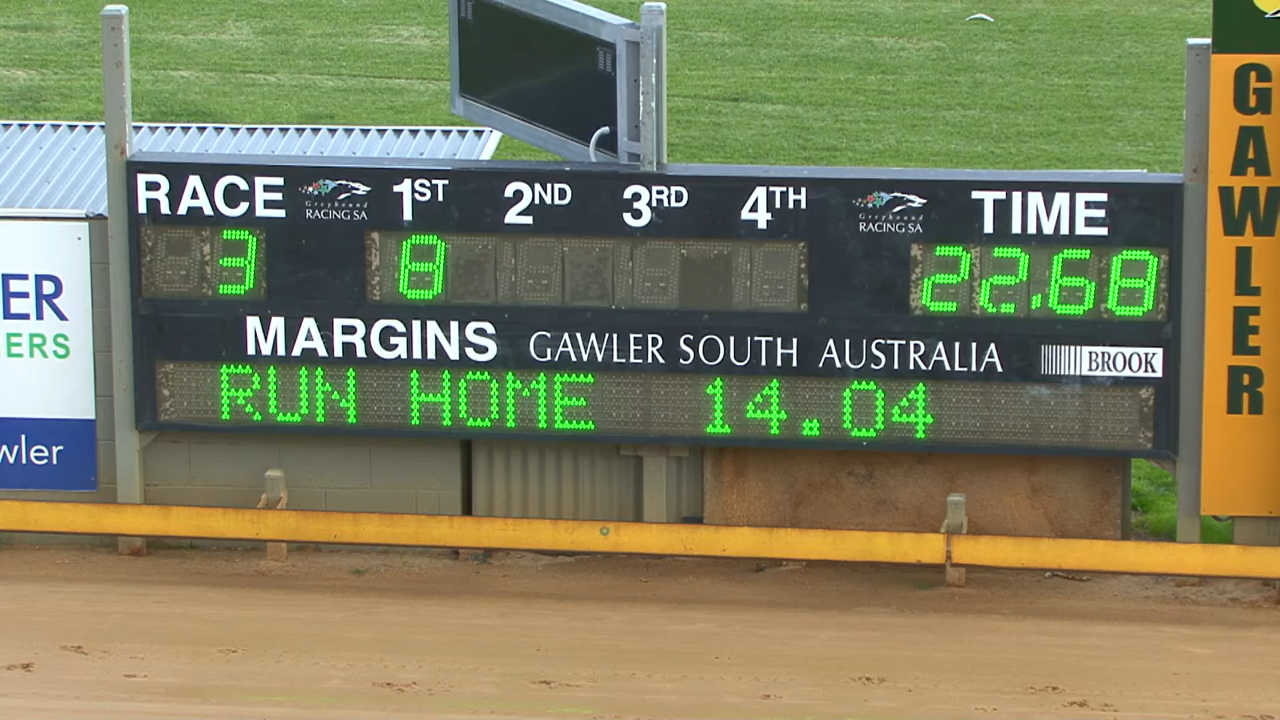 RACE
Greyhound
RACING SA
1ST 2ND 3RD 4TH
Greyhound
RACING SA
TIME
3 8 22.68
MARGINS GAWLER SOUTH AUSTRALIA BROOK
RUN HOME 14.04
ER
ERS
wler
GAWLER